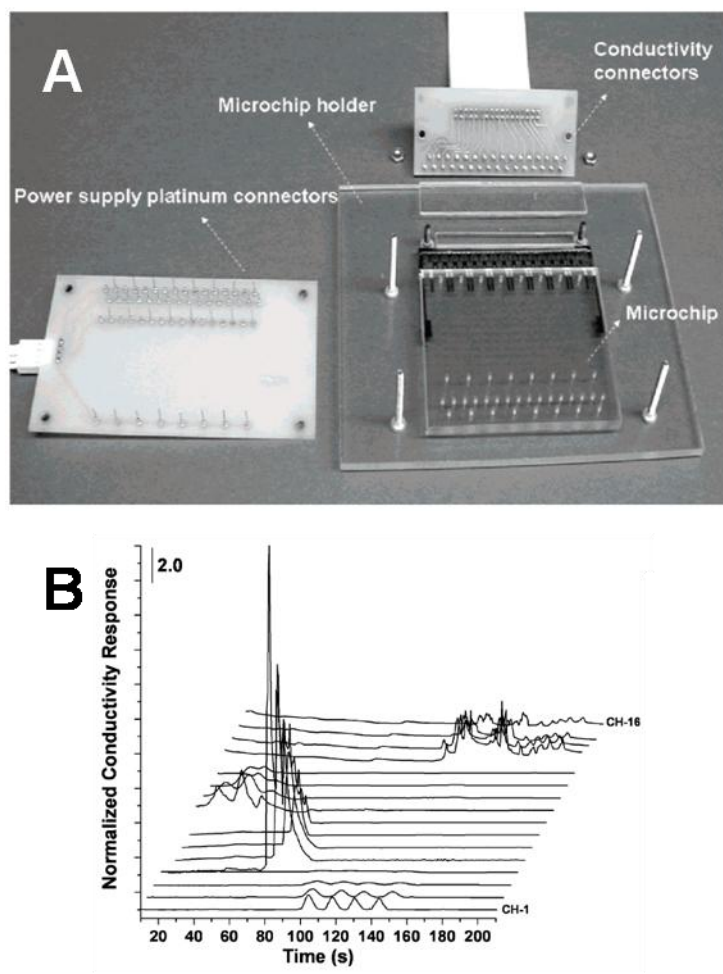 A
Conductivity
connectors
Microchip holder
Power supply platinum connectors
Microchip
B
2.0
Normalized Conductivity Response
CH-16
CH-1
20 40 60 80 100 120 140 160 180 200
Time (s)